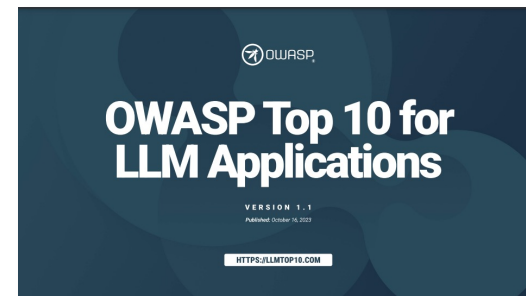 OWASP
OWASP Top 10 for
LLM Applications
VERSION 1.1
Published: October 16, 2023
HTTPS://LLMTOP10.COM